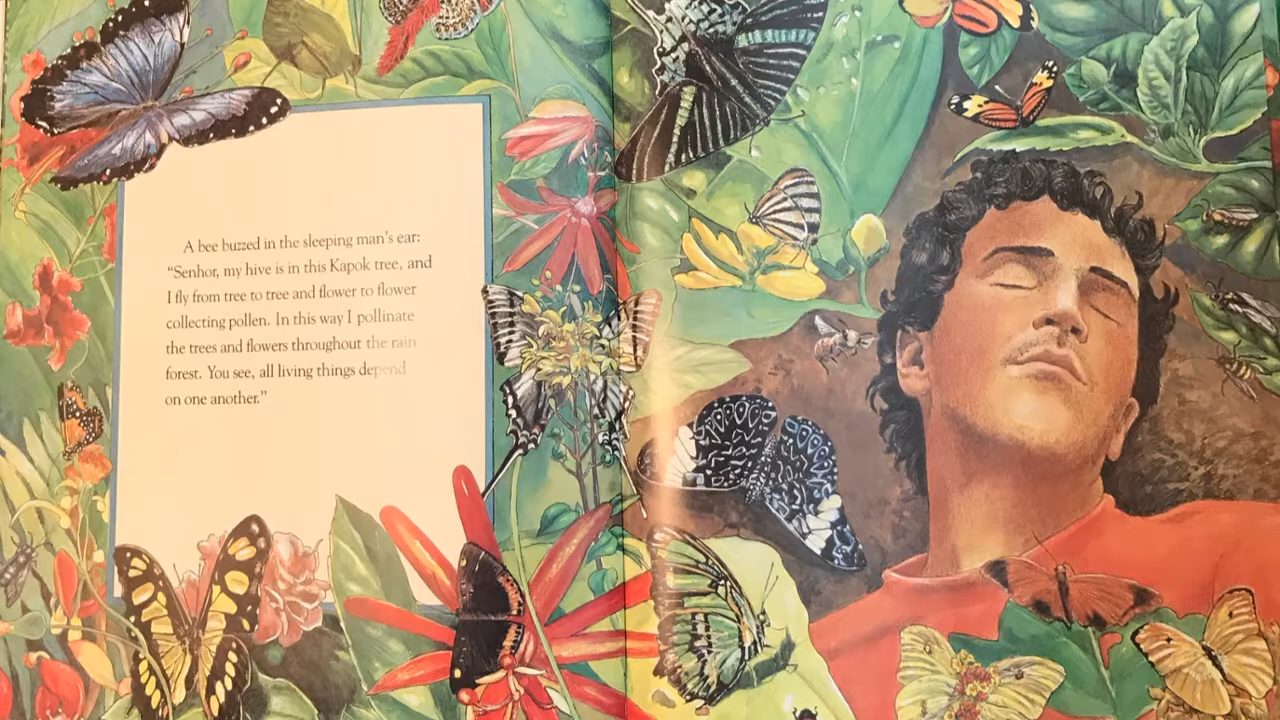 A bee buzzed in the sleeping man's ear:
"Senhor, my hive is in this Kapok tree, and
I fly from tree to tree and flower to flower
collecting pollen. In this way I pollinate
the trees and flowers throughout the rain
forest. You see, all living things depend
on one another."